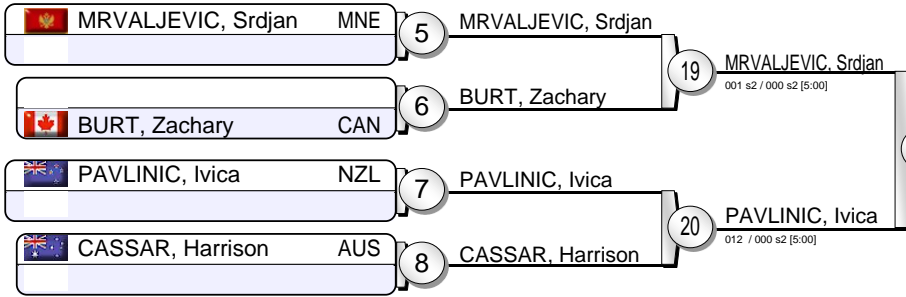 MRVALJEVIC, Srdjan MNE
5
MRVALJEVIC, Srdjan
19
MRVALJEVIC, Srdjan
001 s2 / 000 s2 [5:00]
BURT, Zachary CAN
6
BURT, Zachary
PAVLINIC, Ivica NZL
7
PAVLINIC, Ivica
20
PAVLINIC, Ivica
012 / 000 s2 [5:00]
CASSAR, Harrison AUS
8
CASSAR, Harrison